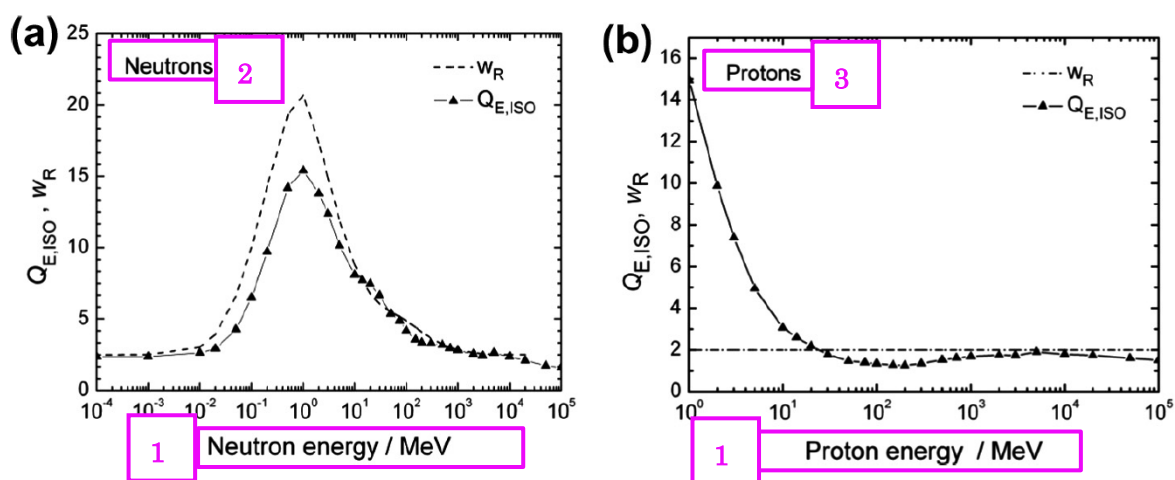 (a)
25
20
15
10
5
0
Q_E,ISO , w_R
Neutrons
2
w_R
Q_E,ISO
10^-4 10^-3 10^-2 10^-1 10^0 10^1 10^2 10^3 10^4 10^5
1
Neutron energy / MeV
(b)
16
14
12
10
8
6
4
2
0
Q_E,ISO, w_R
Protons
3
w_R
Q_E,ISO
10^0 10^1 10^2 10^3 10^4 10^5
1
Proton energy / MeV